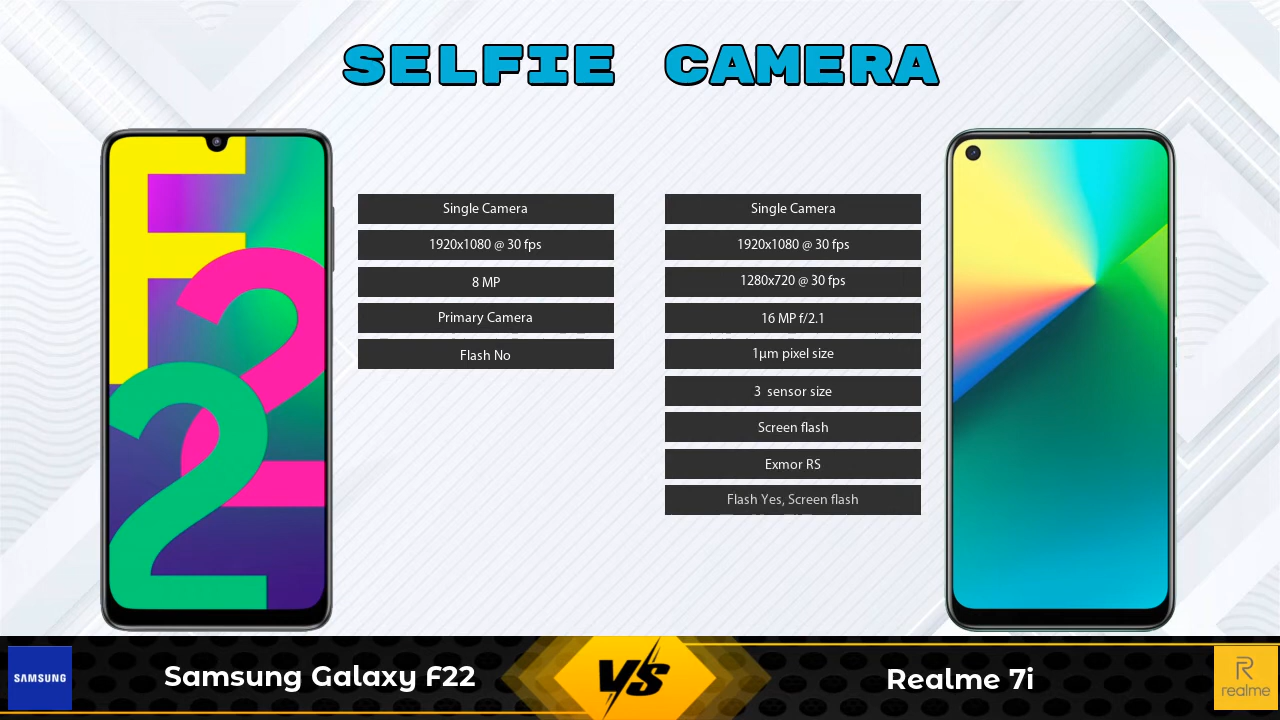 SELFIE CAMERA
Single Camera
1920x1080 @ 30 fps
8 MP
Primary Camera
Flash No
Single Camera
1920x1080 @ 30 fps
1280x720 @ 30 fps
16 MP f/2.1
1µm pixel size
3 sensor size
Screen flash
Exmor RS
Flash Yes, Screen flash
F22
SAMSUNG
Samsung Galaxy F22
VS
Realme 7i
R
realme